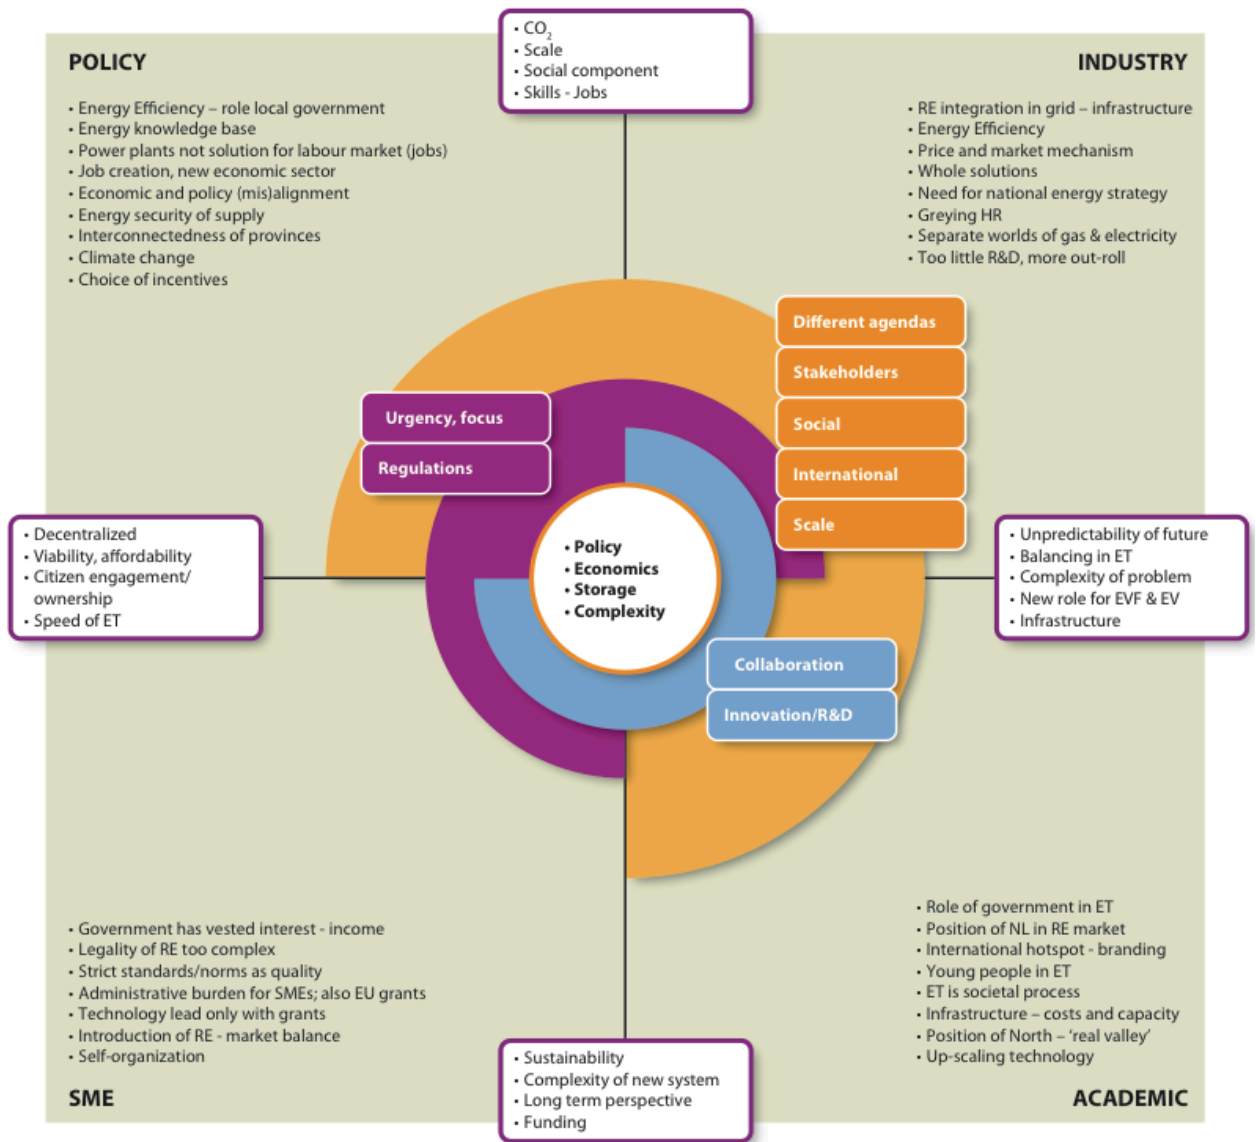 • CO₂
• Scale
• Social component
• Skills - Jobs
POLICY
• Energy Efficiency – role local government
• Energy knowledge base
• Power plants not solution for labour market (jobs)
• Job creation, new economic sector
• Economic and policy (mis)alignment
• Energy security of supply
• Interconnectedness of provinces
• Climate change
• Choice of incentives
INDUSTRY
• RE integration in grid – infrastructure
• Energy Efficiency
• Price and market mechanism
• Whole solutions
• Need for national energy strategy
• Greying HR
• Separate worlds of gas & electricity
• Too little R&D, more out-roll
Different agendas
Stakeholders
Social
International
Scale
Urgency, focus
Regulations
• Decentralized
• Viability, affordability
• Citizen engagement/
ownership
• Speed of ET
• Policy
• Economics
• Storage
• Complexity
• Unpredictability of future
• Balancing in ET
• Complexity of problem
• New role for EVF & EV
• Infrastructure
Collaboration
Innovation/R&D
• Government has vested interest - income
• Legality of RE too complex
• Strict standards/norms as quality
• Administrative burden for SMEs; also EU grants
• Technology lead only with grants
• Introduction of RE - market balance
• Self-organization
SME
• Role of government in ET
• Position of NL in RE market
• International hotspot - branding
• Young people in ET
• ET is societal process
• Infrastructure – costs and capacity
• Position of North – ‘real valley’
• Up-scaling technology
ACADEMIC
• Sustainability
• Complexity of new system
• Long term perspective
• Funding